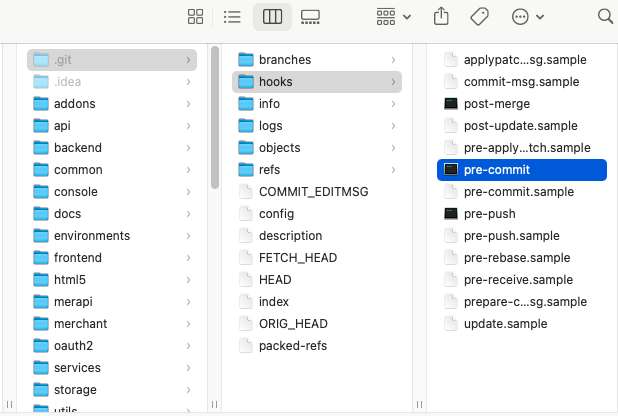 .git
.idea
addons
api
backend
common
console
docs
environments
frontend
html5
merapi
merchant
oauth2
services
storage
utils
branches
hooks
info
logs
objects
refs
COMMIT_EDITMSG
config
description
FETCH_HEAD
HEAD
index
ORIG_HEAD
packed-refs
applypatc...sg.sample
commit-msg.sample
post-merge
post-update.sample
pre-apply...tch.sample
pre-commit
pre-commit.sample
pre-push
pre-push.sample
pre-rebase.sample
pre-receive.sample
prepare-c...sg.sample
update.sample